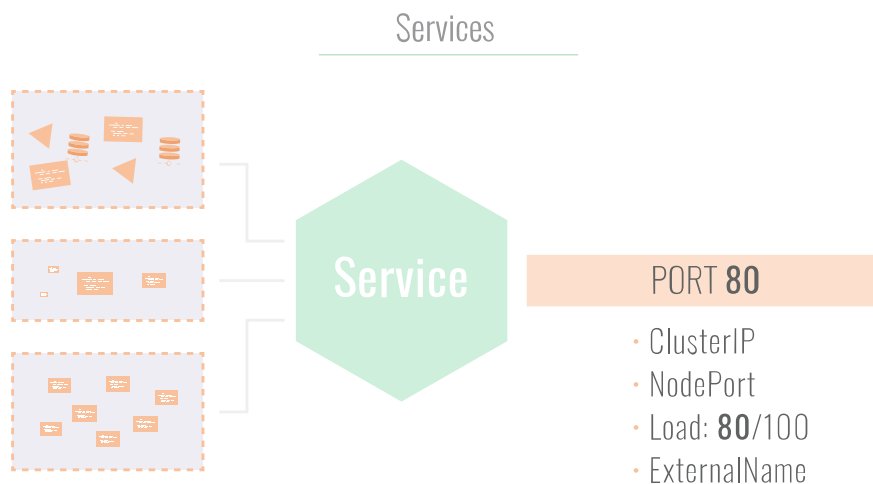 Services
Service
PORT 80
ClusterIP
NodePort
Load: 80/100
ExternalName